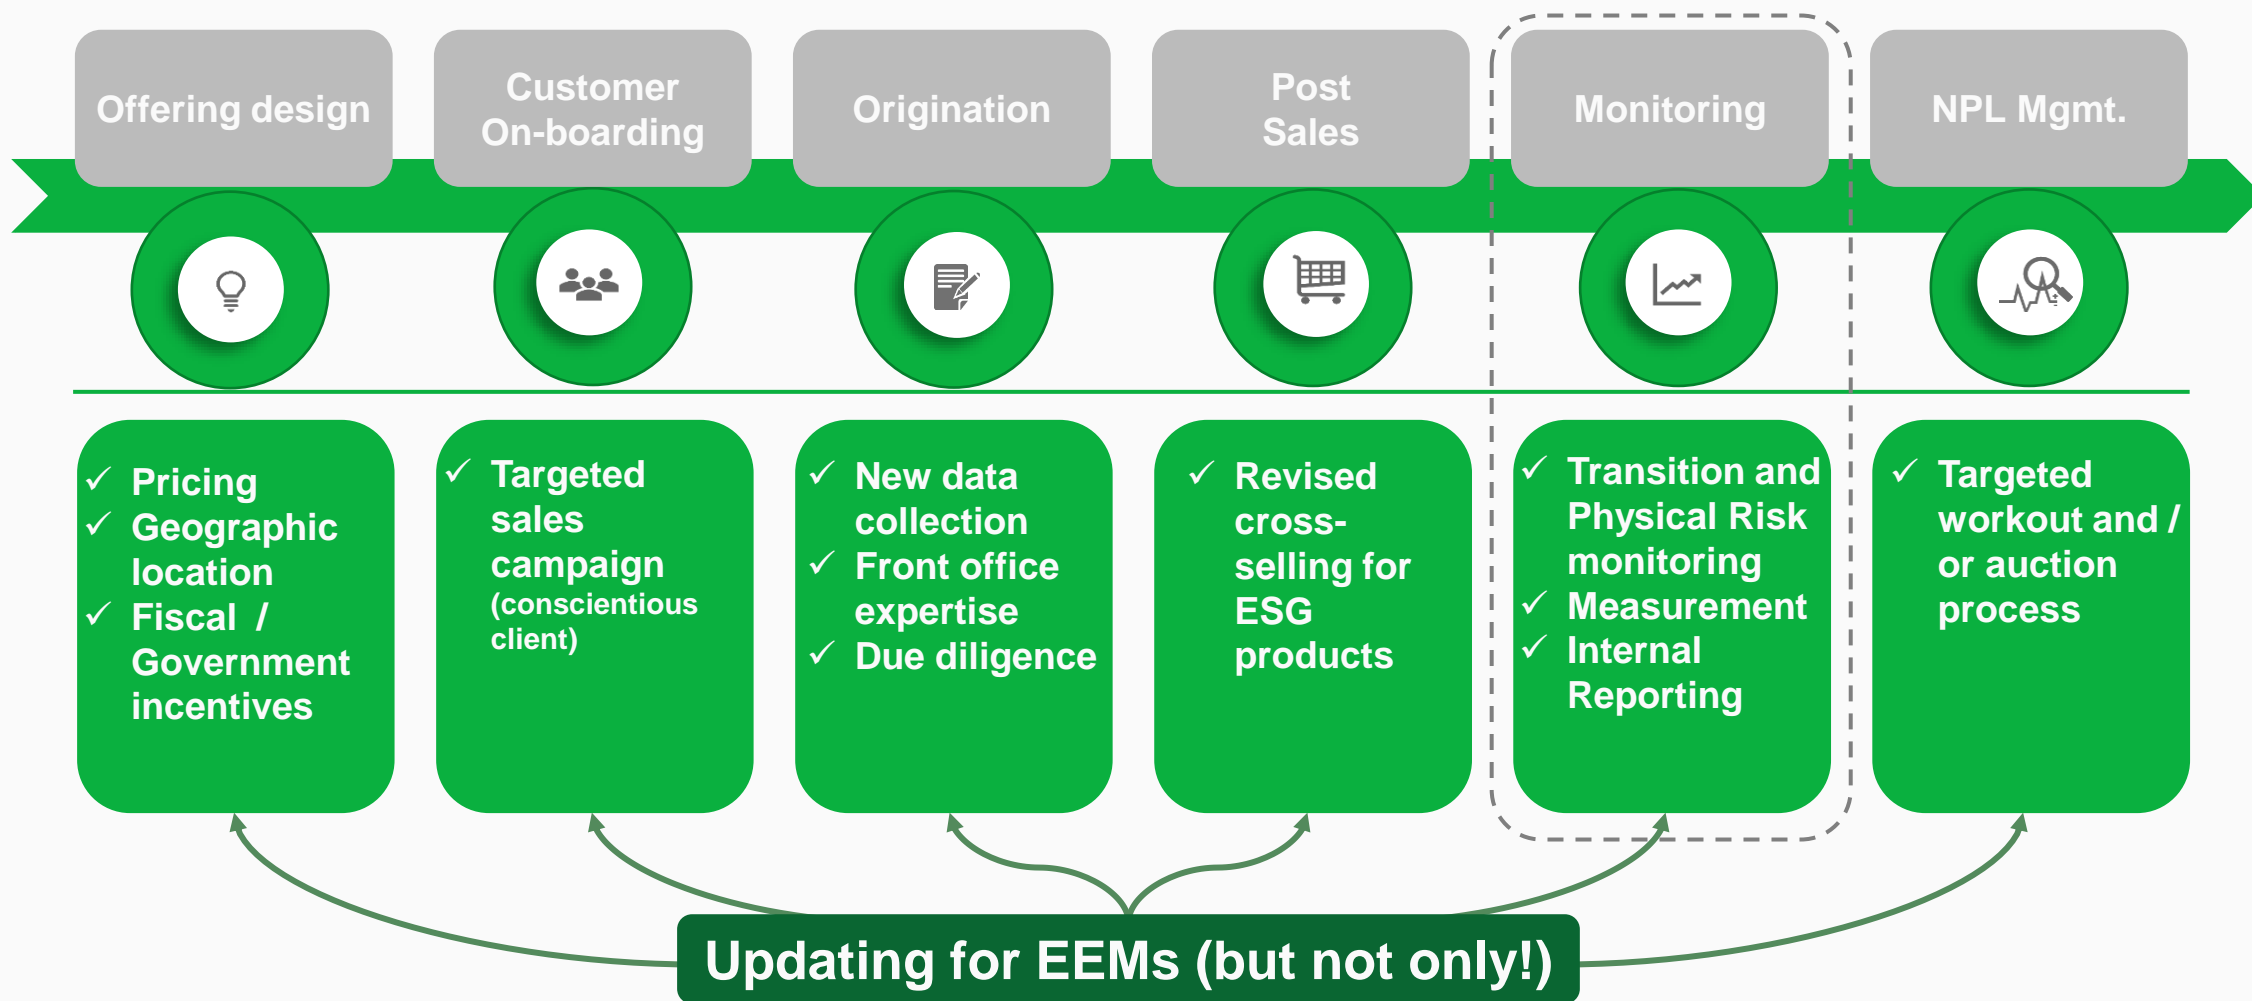 Offering design
Customer
On-boarding
Origination
Post
Sales
Monitoring
NPL Mgmt.
✓ Pricing
✓ Geographic
location
✓ Fiscal /
Government
incentives
✓ Targeted
sales
campaign
(conscientious
client)
✓ New data
collection
✓ Front office
expertise
✓ Due diligence
✓ Revised
cross-
selling for
ESG
products
✓ Transition and
Physical Risk
monitoring
✓ Measurement
✓ Internal
Reporting
✓ Targeted
workout and /
or auction
process
Updating for EEMs (but not only!)